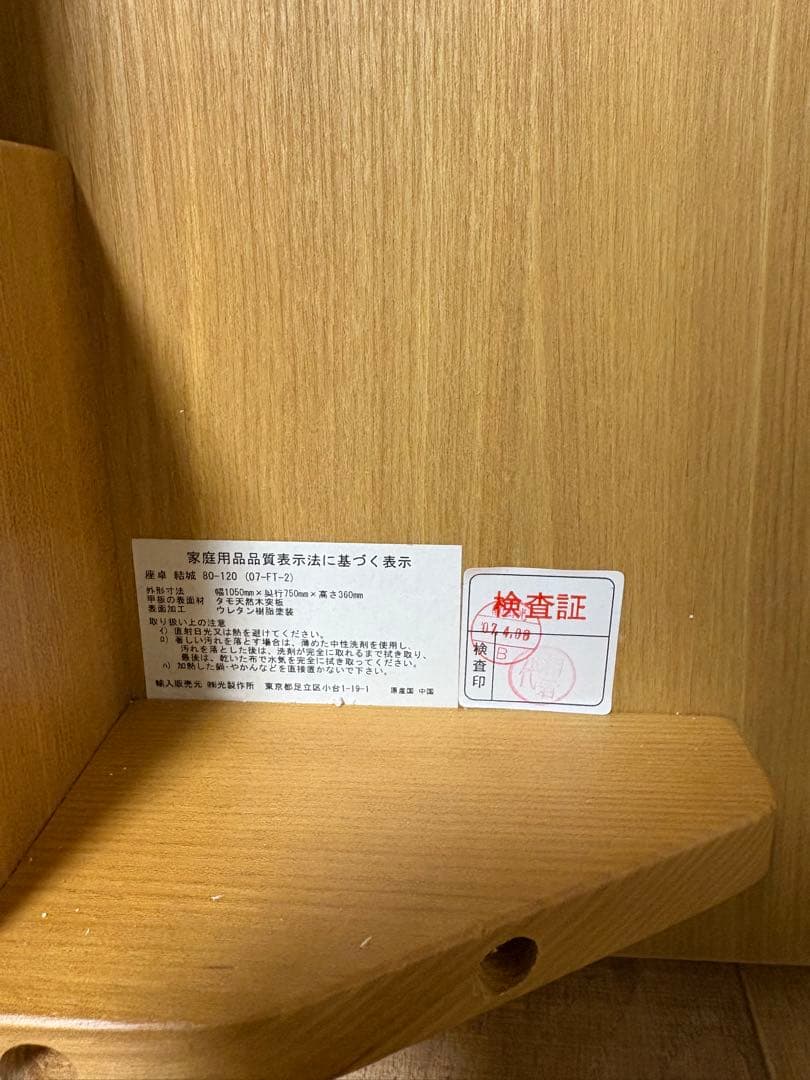 家庭用品品質表示法に基づく表示
座卓 結城 80-120 (07-FT-2)
外形寸法 幅1050mm×奥行750mm×高さ360mm
甲板の表面材 タモ天然木突板
表面加工 ウレタン樹脂塗装
取り扱い上の注意
イ) 直射日光又は熱を避けてください。
ロ) 著しい汚れを落とす場合は、薄めた中性洗剤を使用し、
汚れを落とした後は、洗剤が完全に取れるまで拭き取り、
最後は、乾いた布で水気を完全に拭き取ってください。
ハ) 加熱した鍋・やかんなどを直接置かないで下さい。
輸入販売元 ㈱光製作所 東京都足立区小台1-19-1 原産国 中国
検査証
07.4.08
B
検査印